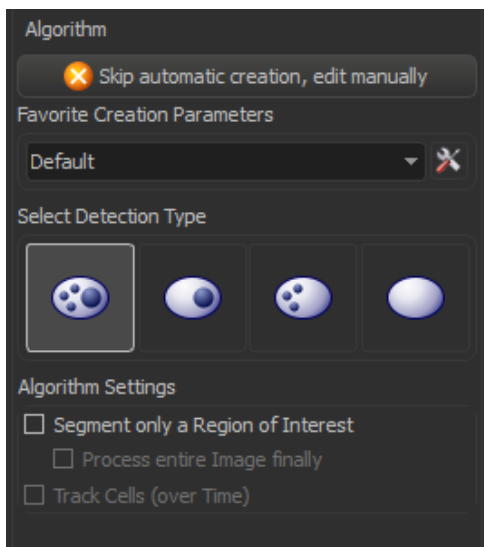 Algorithm
Skip automatic creation, edit manually
Favorite Creation Parameters
Default
Select Detection Type
Algorithm Settings
Segment only a Region of Interest
Process entire Image finally
Track Cells (over Time)